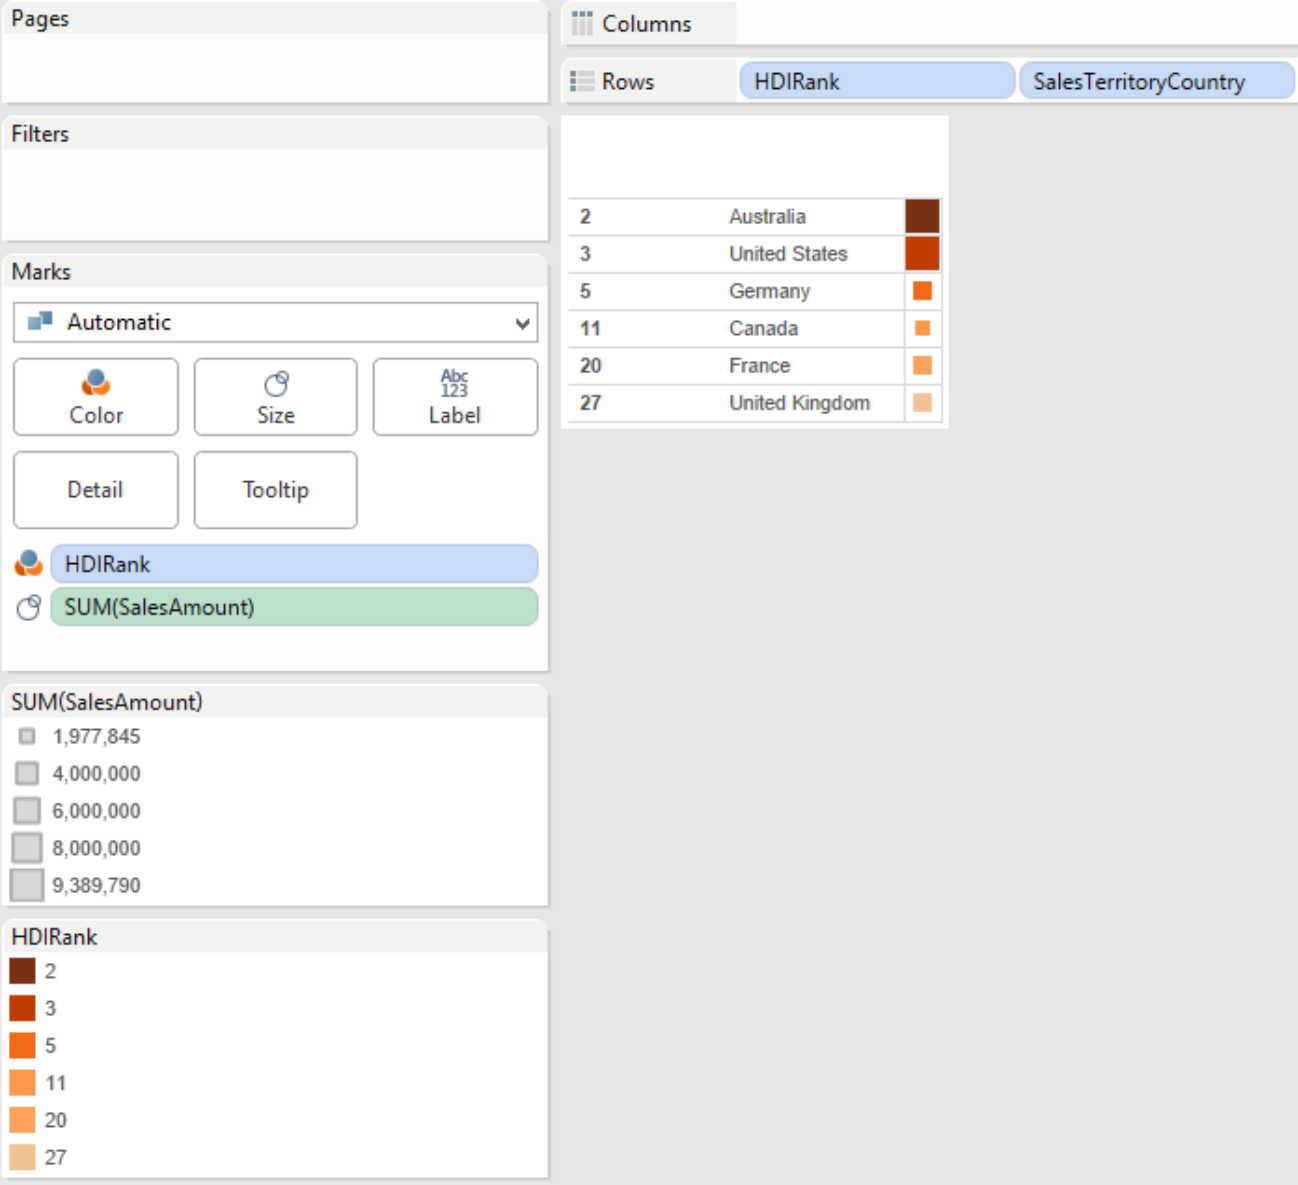 Pages
Filters
Marks
Automatic
Color
Size
Abc
123
Label
Detail
Tooltip
HDIRank
SUM(SalesAmount)
SUM(SalesAmount)
1,977,845
4,000,000
6,000,000
8,000,000
9,389,790
HDIRank
2
3
5
11
20
27
Columns
Rows HDIRank SalesTerritoryCountry
2 Australia
3 United States
5 Germany
11 Canada
20 France
27 United Kingdom